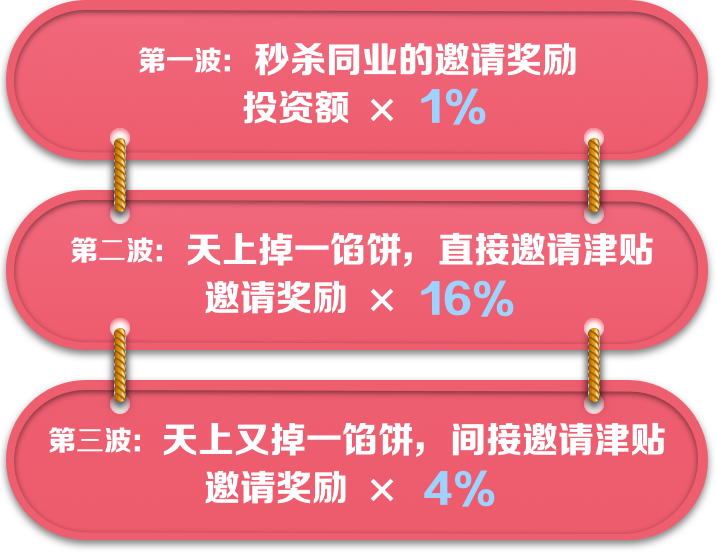 第一波：秒杀同业的邀请奖励
投资额 × 1%
第二波：天上掉一馅饼，直接邀请津贴
邀请奖励 × 16%
第三波：天上又掉一馅饼，间接邀请津贴
邀请奖励 × 4%